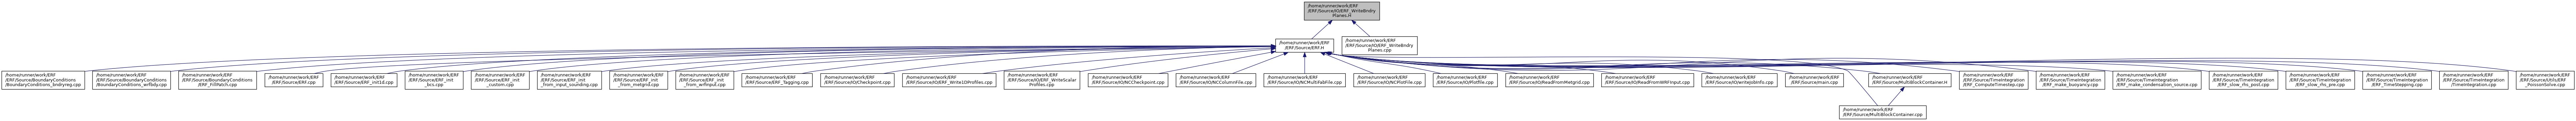 /home/runner/work/ERF
/ERF/Source/IO/ERF_WriteBndry
Planes.H
/home/runner/work/ERF
/ERF/Source/ERF.H
/home/runner/work/ERF
/ERF/Source/IO/ERF_WriteBndry
Planes.cpp
/home/runner/work/ERF
/ERF/Source/BoundaryConditions
/BoundaryConditions_bndryreg.cpp
/home/runner/work/ERF
/ERF/Source/BoundaryConditions
/BoundaryConditions_wrfbdy.cpp
/home/runner/work/ERF
/ERF/Source/BoundaryConditions
/ERF_FillPatch.cpp
/home/runner/work/ERF
/ERF/Source/ERF.cpp
/home/runner/work/ERF
/ERF/Source/ERF_init1d.cpp
/home/runner/work/ERF
/ERF/Source/ERF_init
_bcs.cpp
/home/runner/work/ERF
/ERF/Source/ERF_init
_custom.cpp
/home/runner/work/ERF
/ERF/Source/ERF_init
_from_input_sounding.cpp
/home/runner/work/ERF
/ERF/Source/ERF_init
_from_metgrid.cpp
/home/runner/work/ERF
/ERF/Source/ERF_init
_from_wrfinput.cpp
/home/runner/work/ERF
/ERF/Source/ERF_Tagging.cpp
/home/runner/work/ERF
/ERF/Source/IO/Checkpoint.cpp
/home/runner/work/ERF
/ERF/Source/IO/ERF_Write1DProfiles.cpp
/home/runner/work/ERF
/ERF/Source/IO/ERF_WriteScalar
Profiles.cpp
/home/runner/work/ERF
/ERF/Source/IO/NCCheckpoint.cpp
/home/runner/work/ERF
/ERF/Source/IO/NCColumnFile.cpp
/home/runner/work/ERF
/ERF/Source/IO/NCMultiFabFile.cpp
/home/runner/work/ERF
/ERF/Source/IO/NCPlotFile.cpp
/home/runner/work/ERF
/ERF/Source/IO/Plotfile.cpp
/home/runner/work/ERF
/ERF/Source/IO/ReadFromMetgrid.cpp
/home/runner/work/ERF
/ERF/Source/IO/ReadFromWRFInput.cpp
/home/runner/work/ERF
/ERF/Source/IO/writeJobInfo.cpp
/home/runner/work/ERF
/ERF/Source/main.cpp
/home/runner/work/ERF
/ERF/Source/MultiBlockContainer.H
/home/runner/work/ERF
/ERF/Source/TimeIntegration
/ERF_ComputeTimestep.cpp
/home/runner/work/ERF
/ERF/Source/TimeIntegration
/ERF_make_buoyancy.cpp
/home/runner/work/ERF
/ERF/Source/TimeIntegration
/ERF_make_condensation_source.cpp
/home/runner/work/ERF
/ERF/Source/TimeIntegration
/ERF_slow_rhs_post.cpp
/home/runner/work/ERF
/ERF/Source/TimeIntegration
/ERF_slow_rhs_pre.cpp
/home/runner/work/ERF
/ERF/Source/TimeIntegration
/ERF_TimeStepping.cpp
/home/runner/work/ERF
/ERF/Source/TimeIntegration
/TimeIntegration.cpp
/home/runner/work/ERF
/ERF/Source/Utils/ERF
_PoissonSolve.cpp
/home/runner/work/ERF
/ERF/Source/MultiBlockContainer.cpp